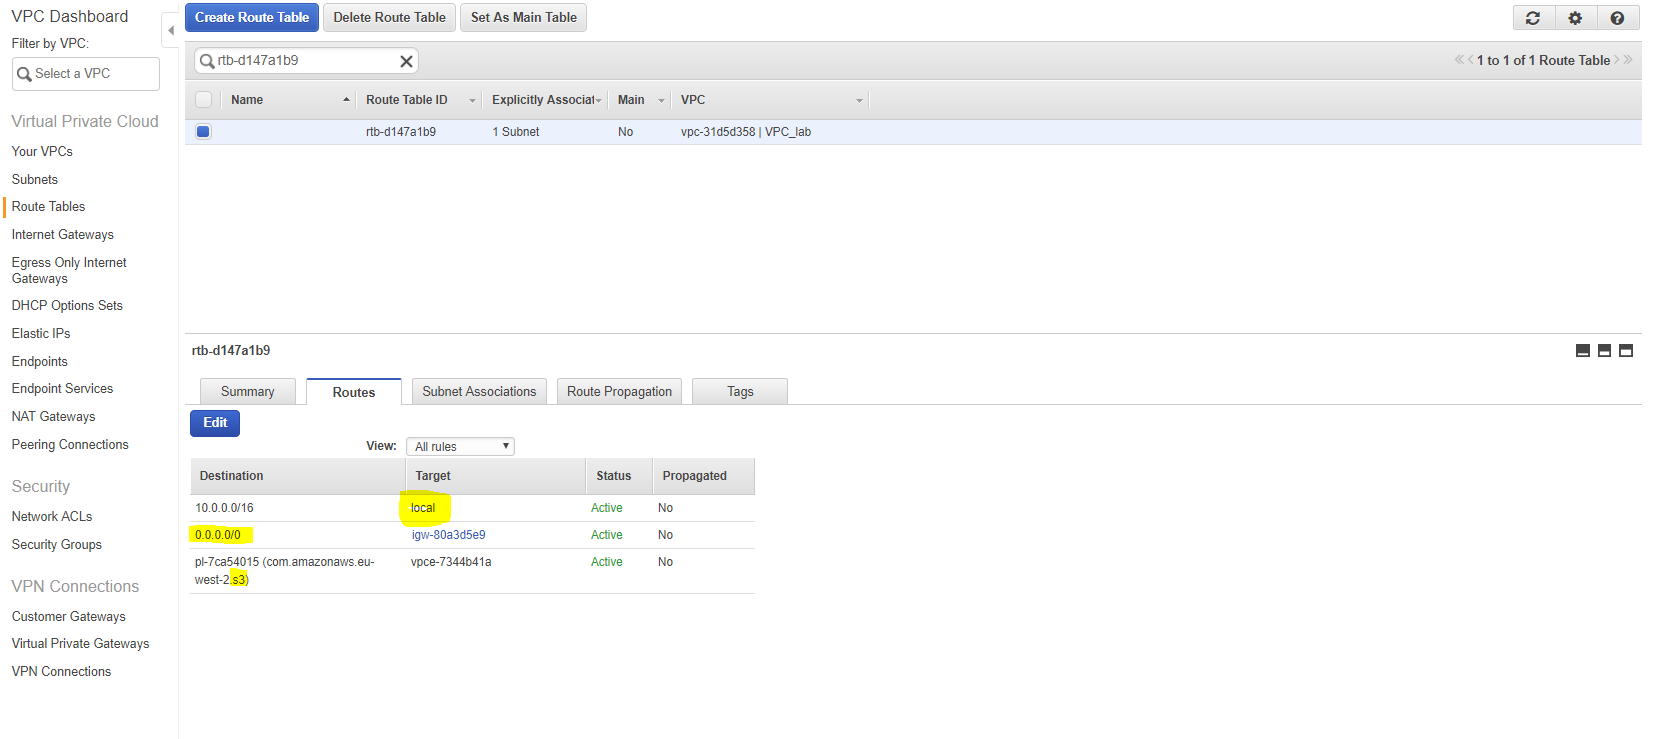 VPC Dashboard
Filter by VPC:
Select a VPC
Virtual Private Cloud
Your VPCs
Subnets
Route Tables
Internet Gateways
Egress Only Internet
Gateways
DHCP Options Sets
Elastic IPs
Endpoints
Endpoint Services
NAT Gateways
Peering Connections
Security
Network ACLs
Security Groups
VPN Connections
Customer Gateways
Virtual Private Gateways
VPN Connections
Create Route Table Delete Route Table Set As Main Table
rtb-d147a1b9 1 to 1 of 1 Route Table
Name Route Table ID Explicitly Associat Main VPC
rtb-d147a1b9 1 Subnet No vpc-31d5d358 | VPC_lab
rtb-d147a1b9
Summary Routes Subnet Associations Route Propagation Tags
Edit
View: All rules
Destination Target Status Propagated
10.0.0.0/16 local Active No
0.0.0.0/0 igw-80a3d5e9 Active No
pl-7ca54015 (com.amazonaws.eu- vpce-7344b41a Active No
west-2.s3)